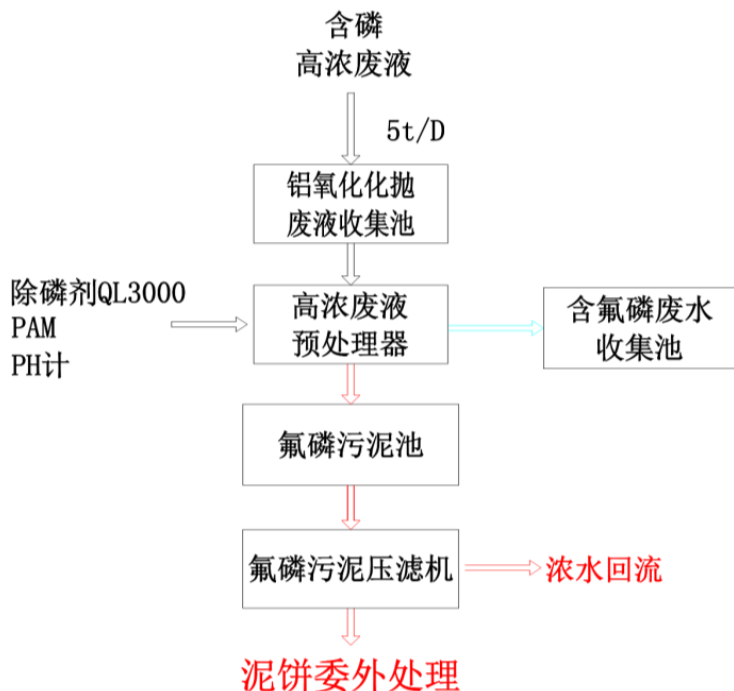 含磷
高浓废液
5t/D
铝氧化化抛
废液收集池
除磷剂QL3000
PAM
PH计
高浓废液
预处理器
含氟磷废水
收集池
氟磷污泥池
氟磷污泥压滤机
浓水回流
泥饼委外处理